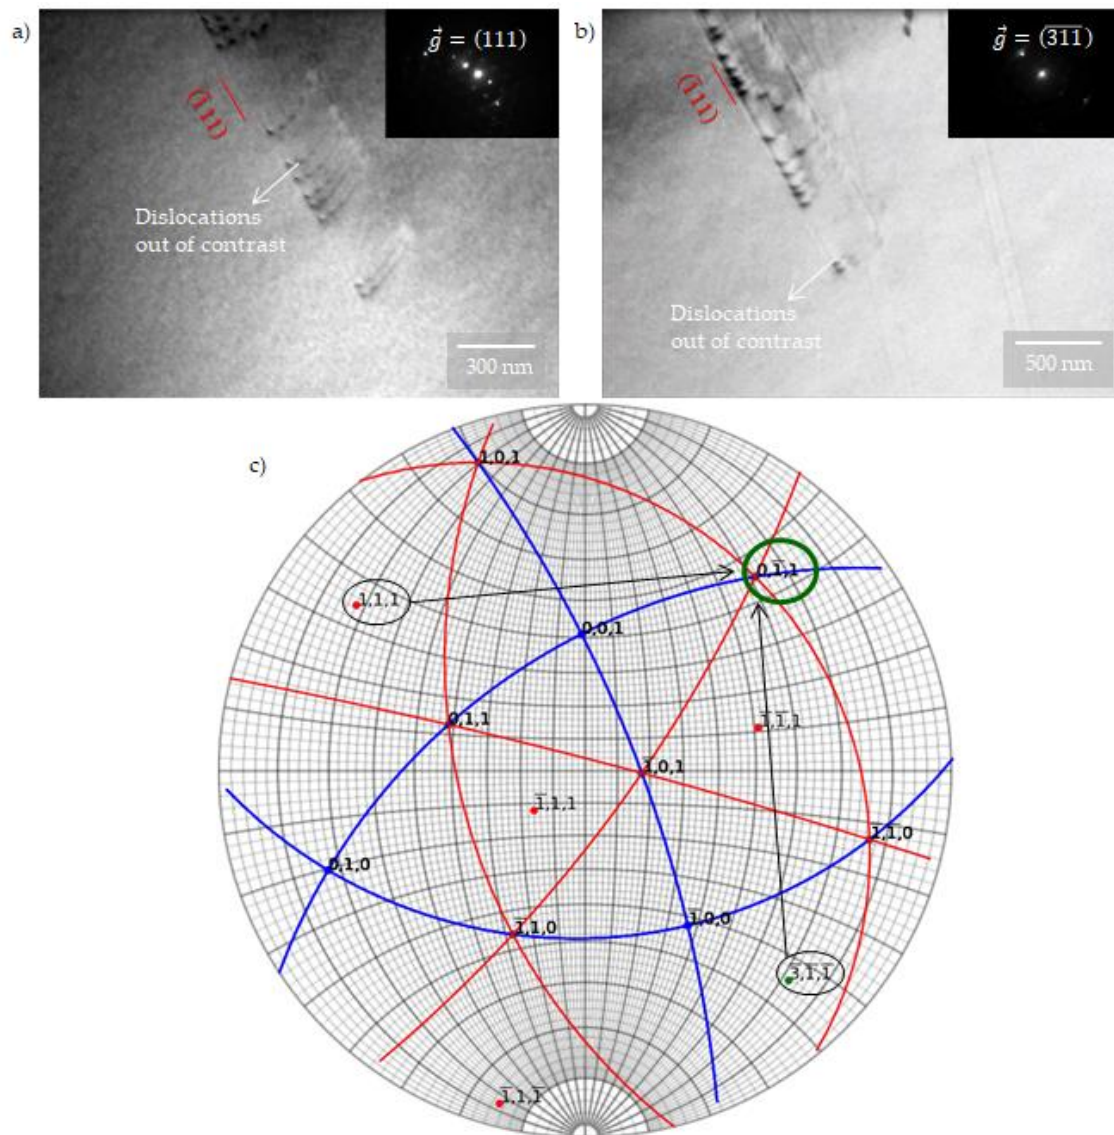 a)
g⃗ = (111)
(1̅11)
Dislocations
out of contrast
300 nm
b)
g⃗ = (3̅1̅1̅)
(1̅11)
Dislocations
out of contrast
500 nm
c)
1,0,1
0,1̅,1
1,1,1
0,0,1
0,1,1
1̅,1̅,1
1̅,0,1
1̅,1,1
1̅,1̅,0
0,1,0
1̅,0,0
1̅,1,0
3̅,1̅,1̅
1̅,1,1̅